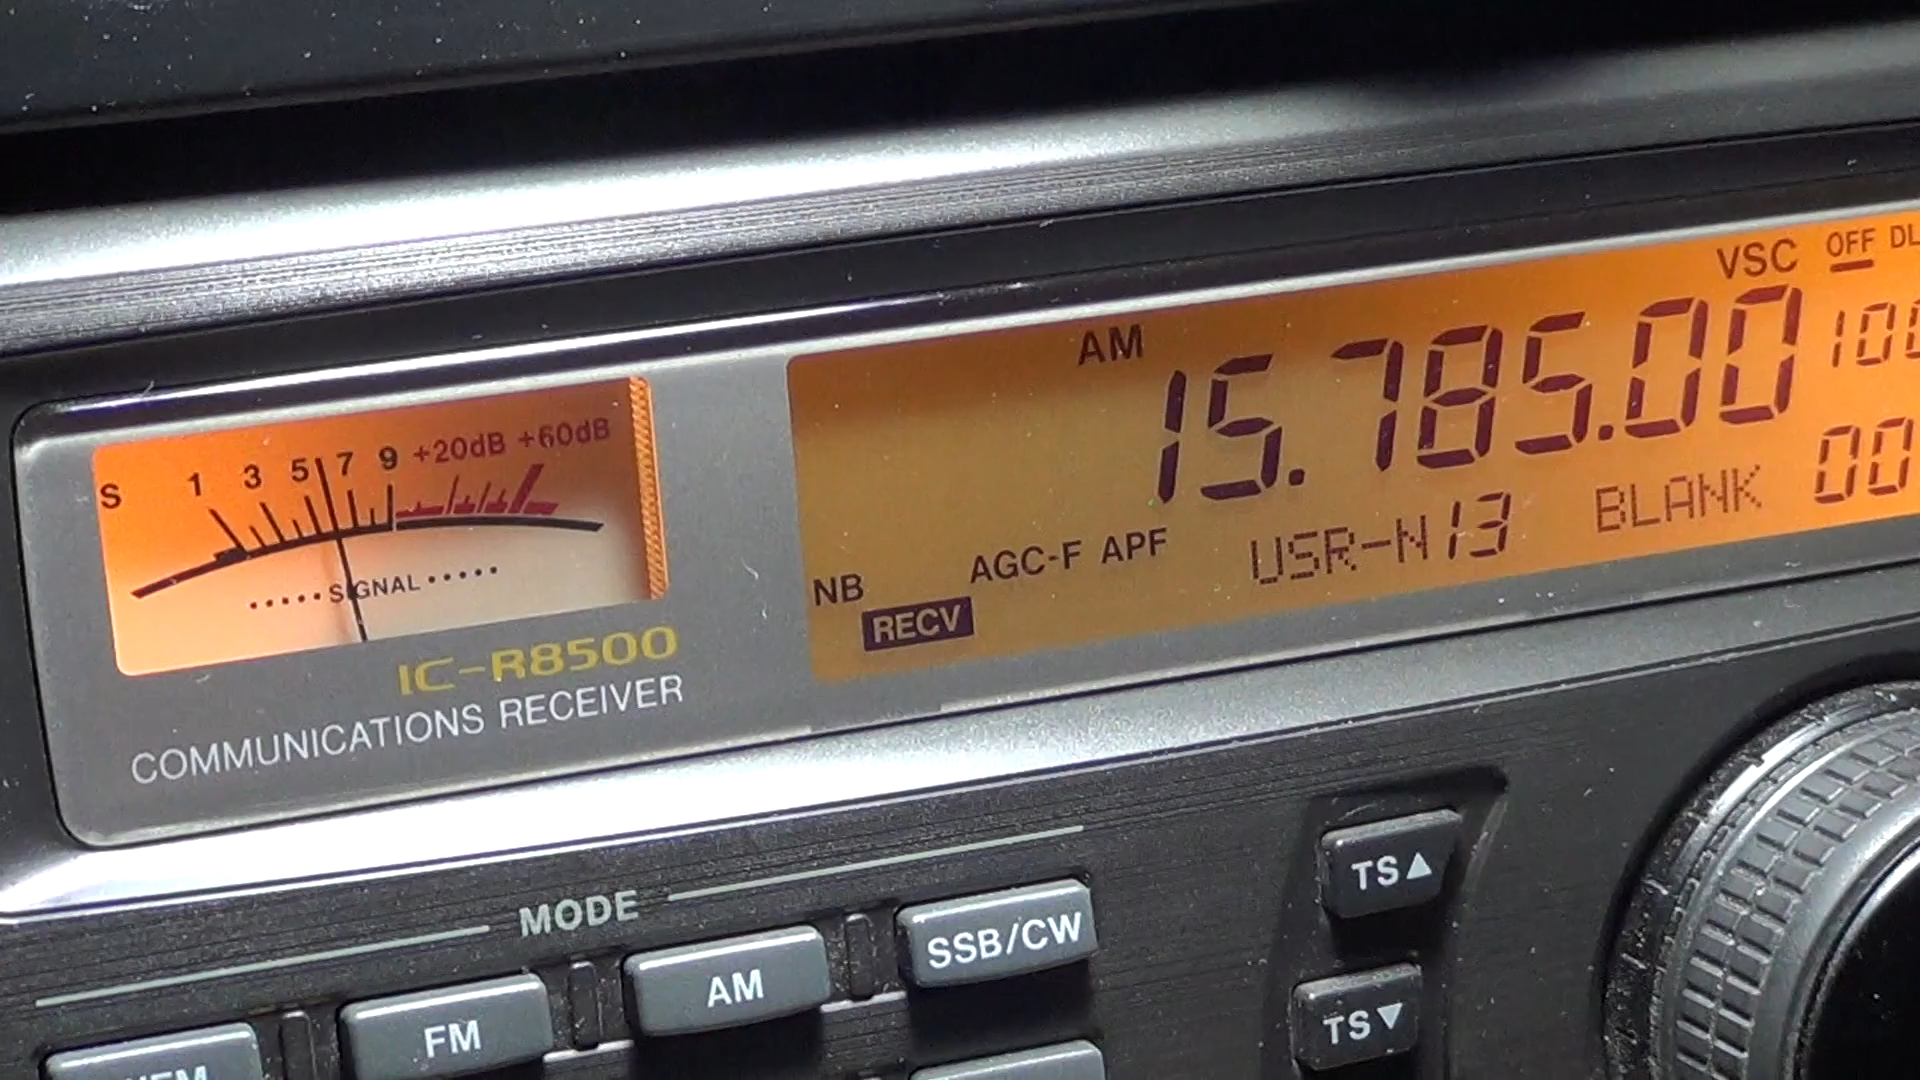 VSC OFF
AM 15.785.00
NB AGC-F APF USR-N13 BLANK 00
RECV
S 1 3 5 7 9 +20dB +60dB
SIGNAL
IC-R8500
COMMUNICATIONS RECEIVER
MODE
FM AM SSB/CW
TS▲
TS▼